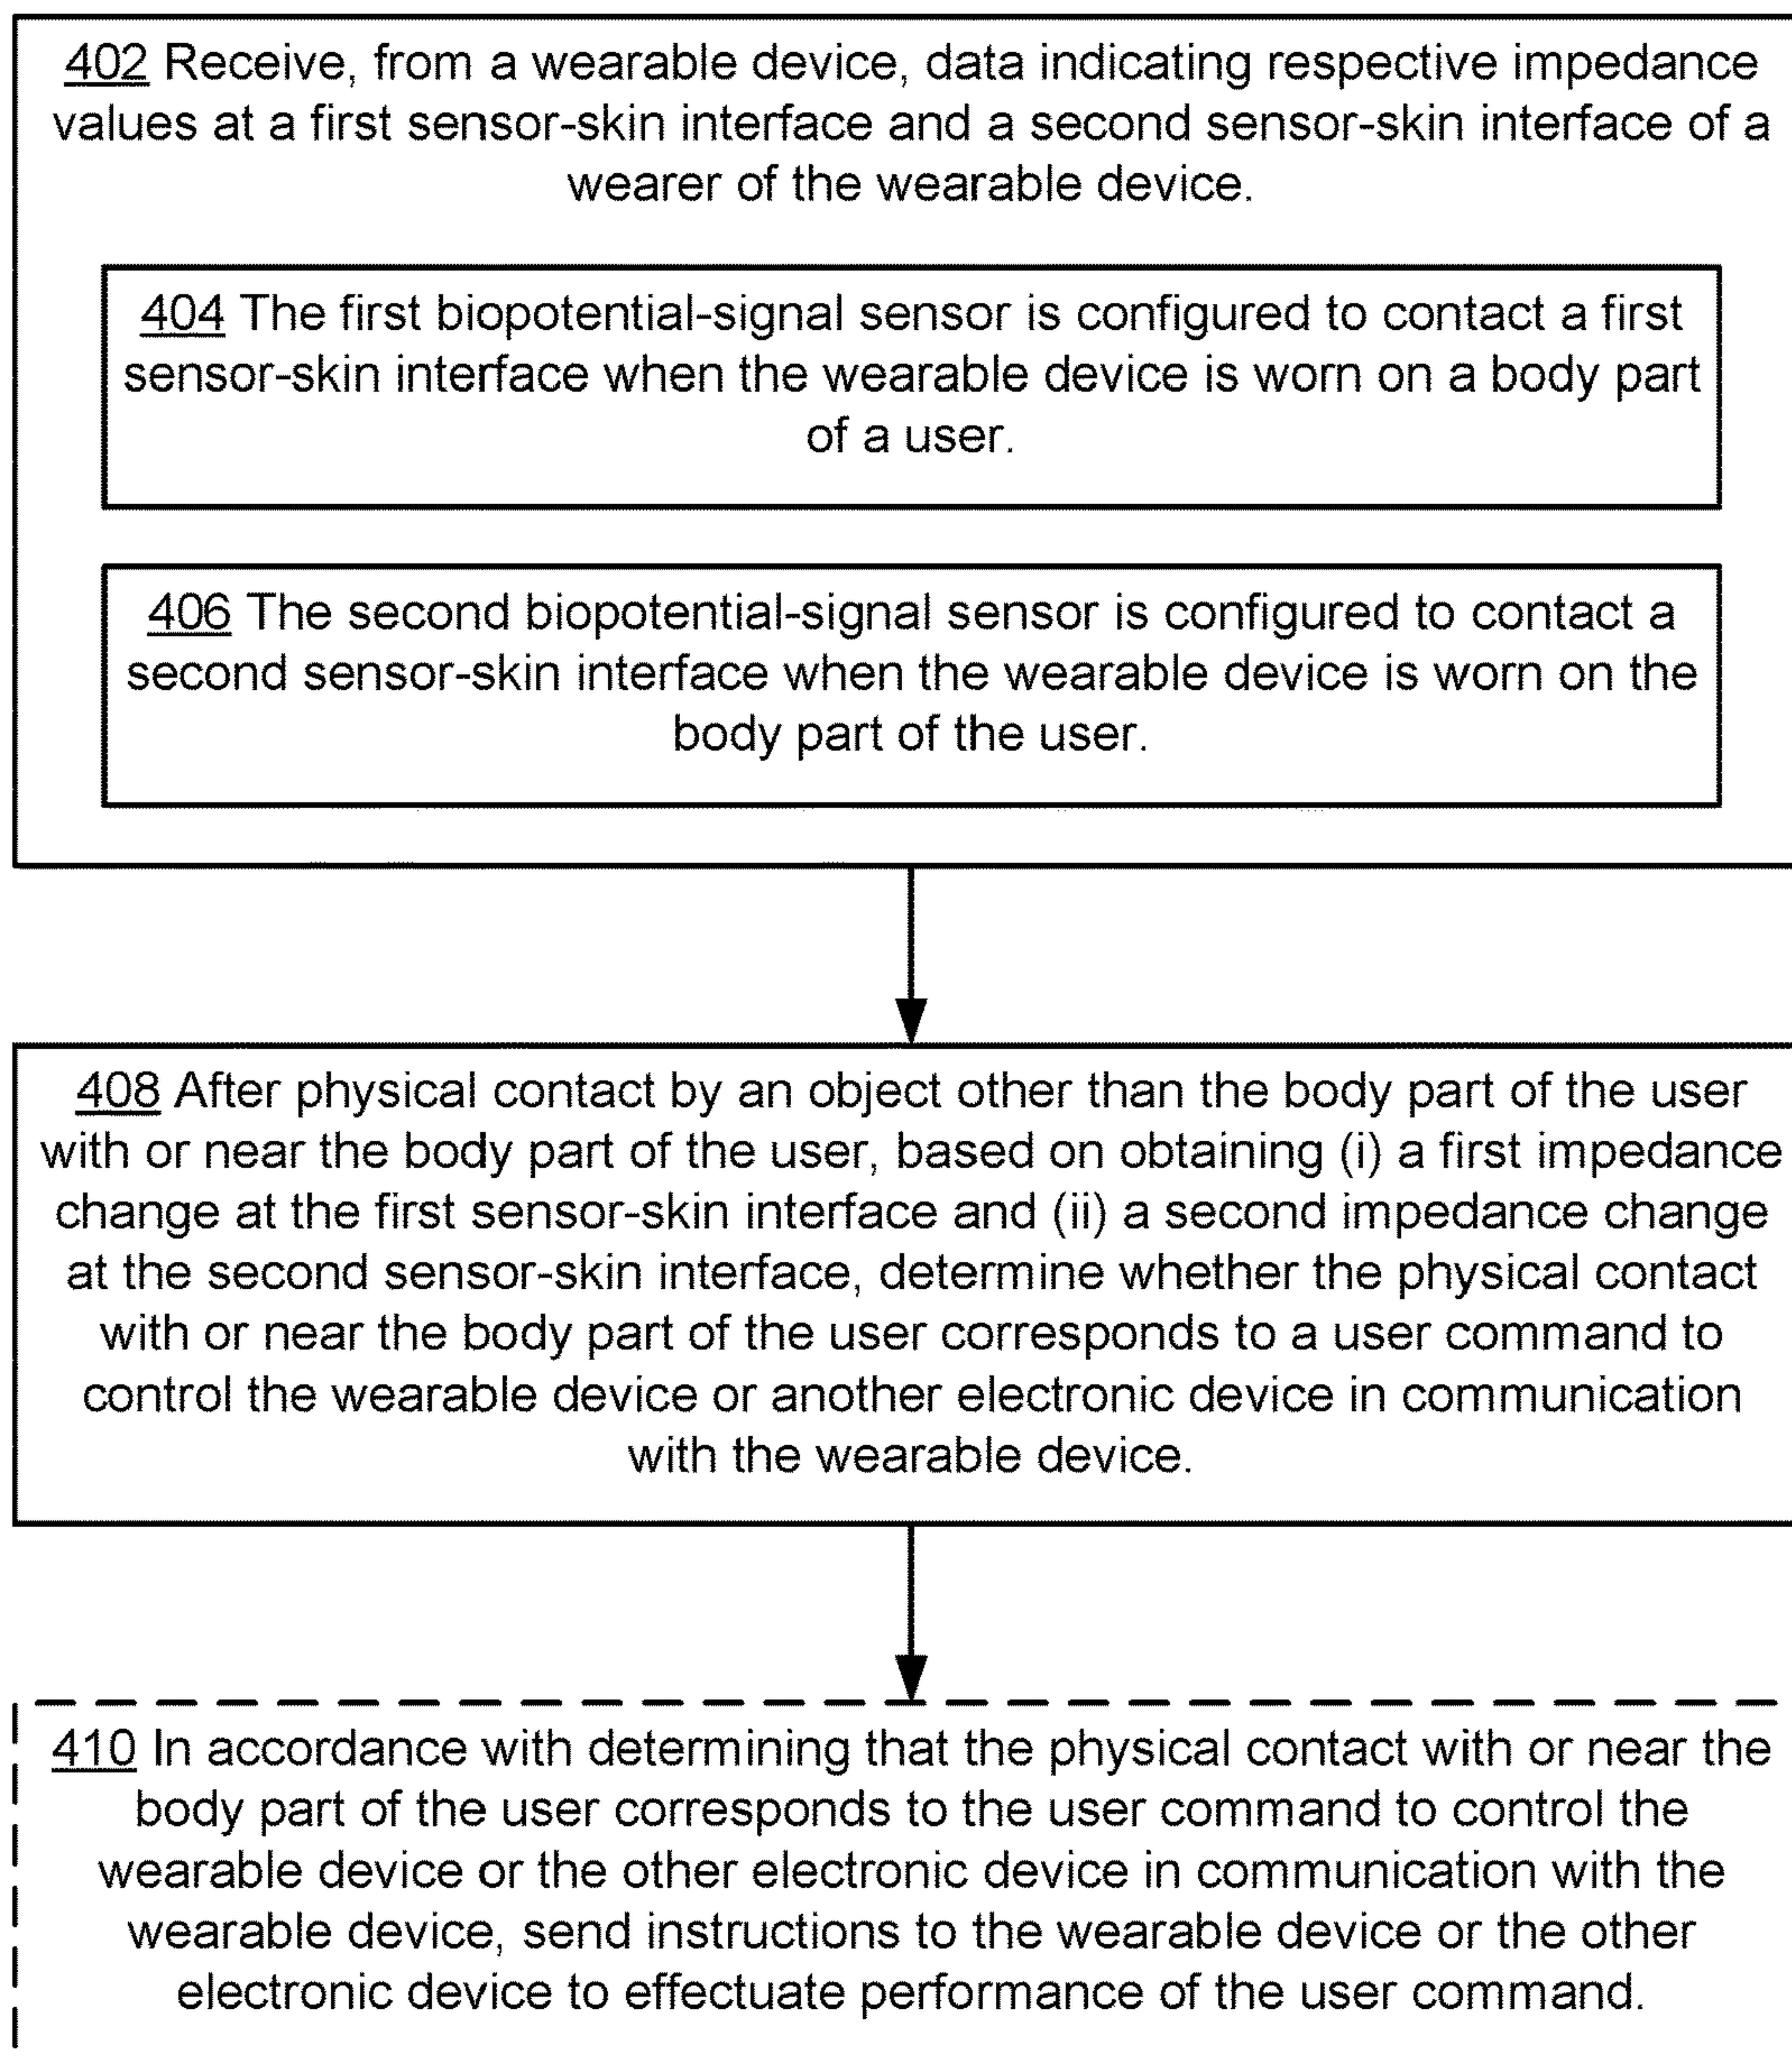 402 Receive, from a wearable device, data indicating respective impedance
values at a first sensor-skin interface and a second sensor-skin interface of a
wearer of the wearable device.
404 The first biopotential-signal sensor is configured to contact a first
sensor-skin interface when the wearable device is worn on a body part
of a user.
406 The second biopotential-signal sensor is configured to contact a
second sensor-skin interface when the wearable device is worn on the
body part of the user.
408 After physical contact by an object other than the body part of the user
with or near the body part of the user, based on obtaining (i) a first impedance
change at the first sensor-skin interface and (ii) a second impedance change
at the second sensor-skin interface, determine whether the physical contact
with or near the body part of the user corresponds to a user command to
control the wearable device or another electronic device in communication
with the wearable device.
410 In accordance with determining that the physical contact with or near the
body part of the user corresponds to the user command to control the
wearable device or the other electronic device in communication with the
wearable device, send instructions to the wearable device or the other
electronic device to effectuate performance of the user command.